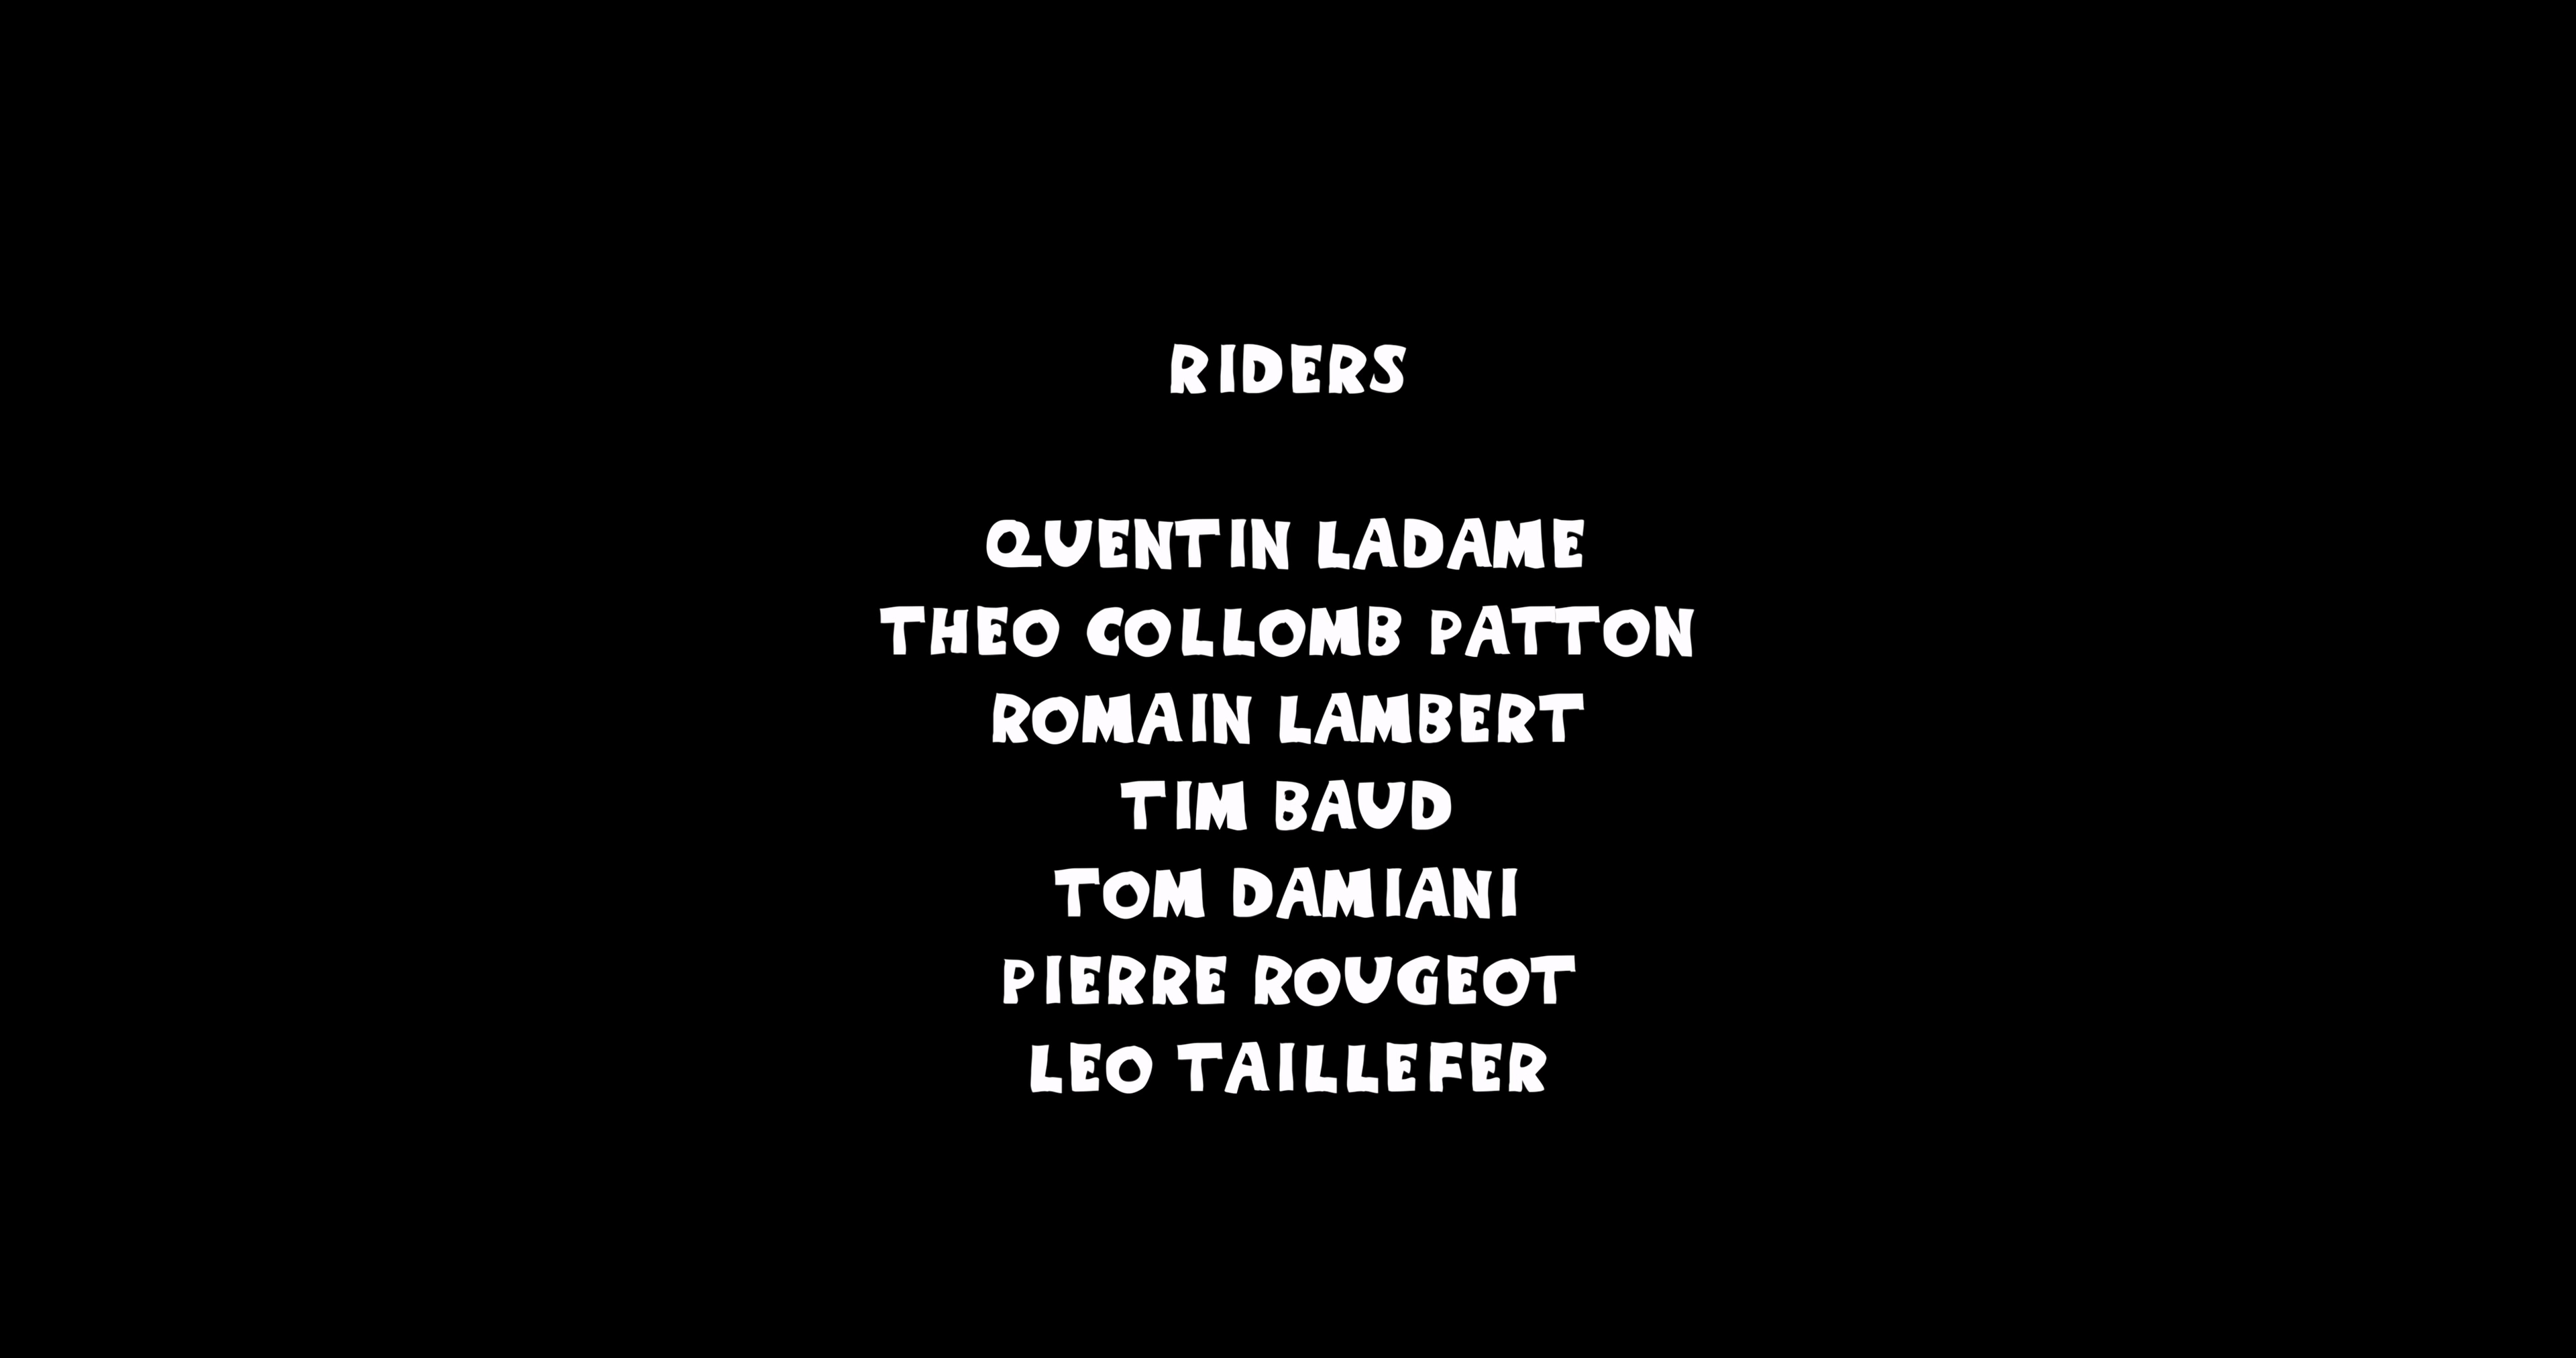 RIDERS
QUENTIN LADAME
THEO COLLOMB PATTON
ROMAIN LAMBERT
TIM BAUD
TOM DAMIANI
PIERRE ROUGEOT
LEO TAILLEFER